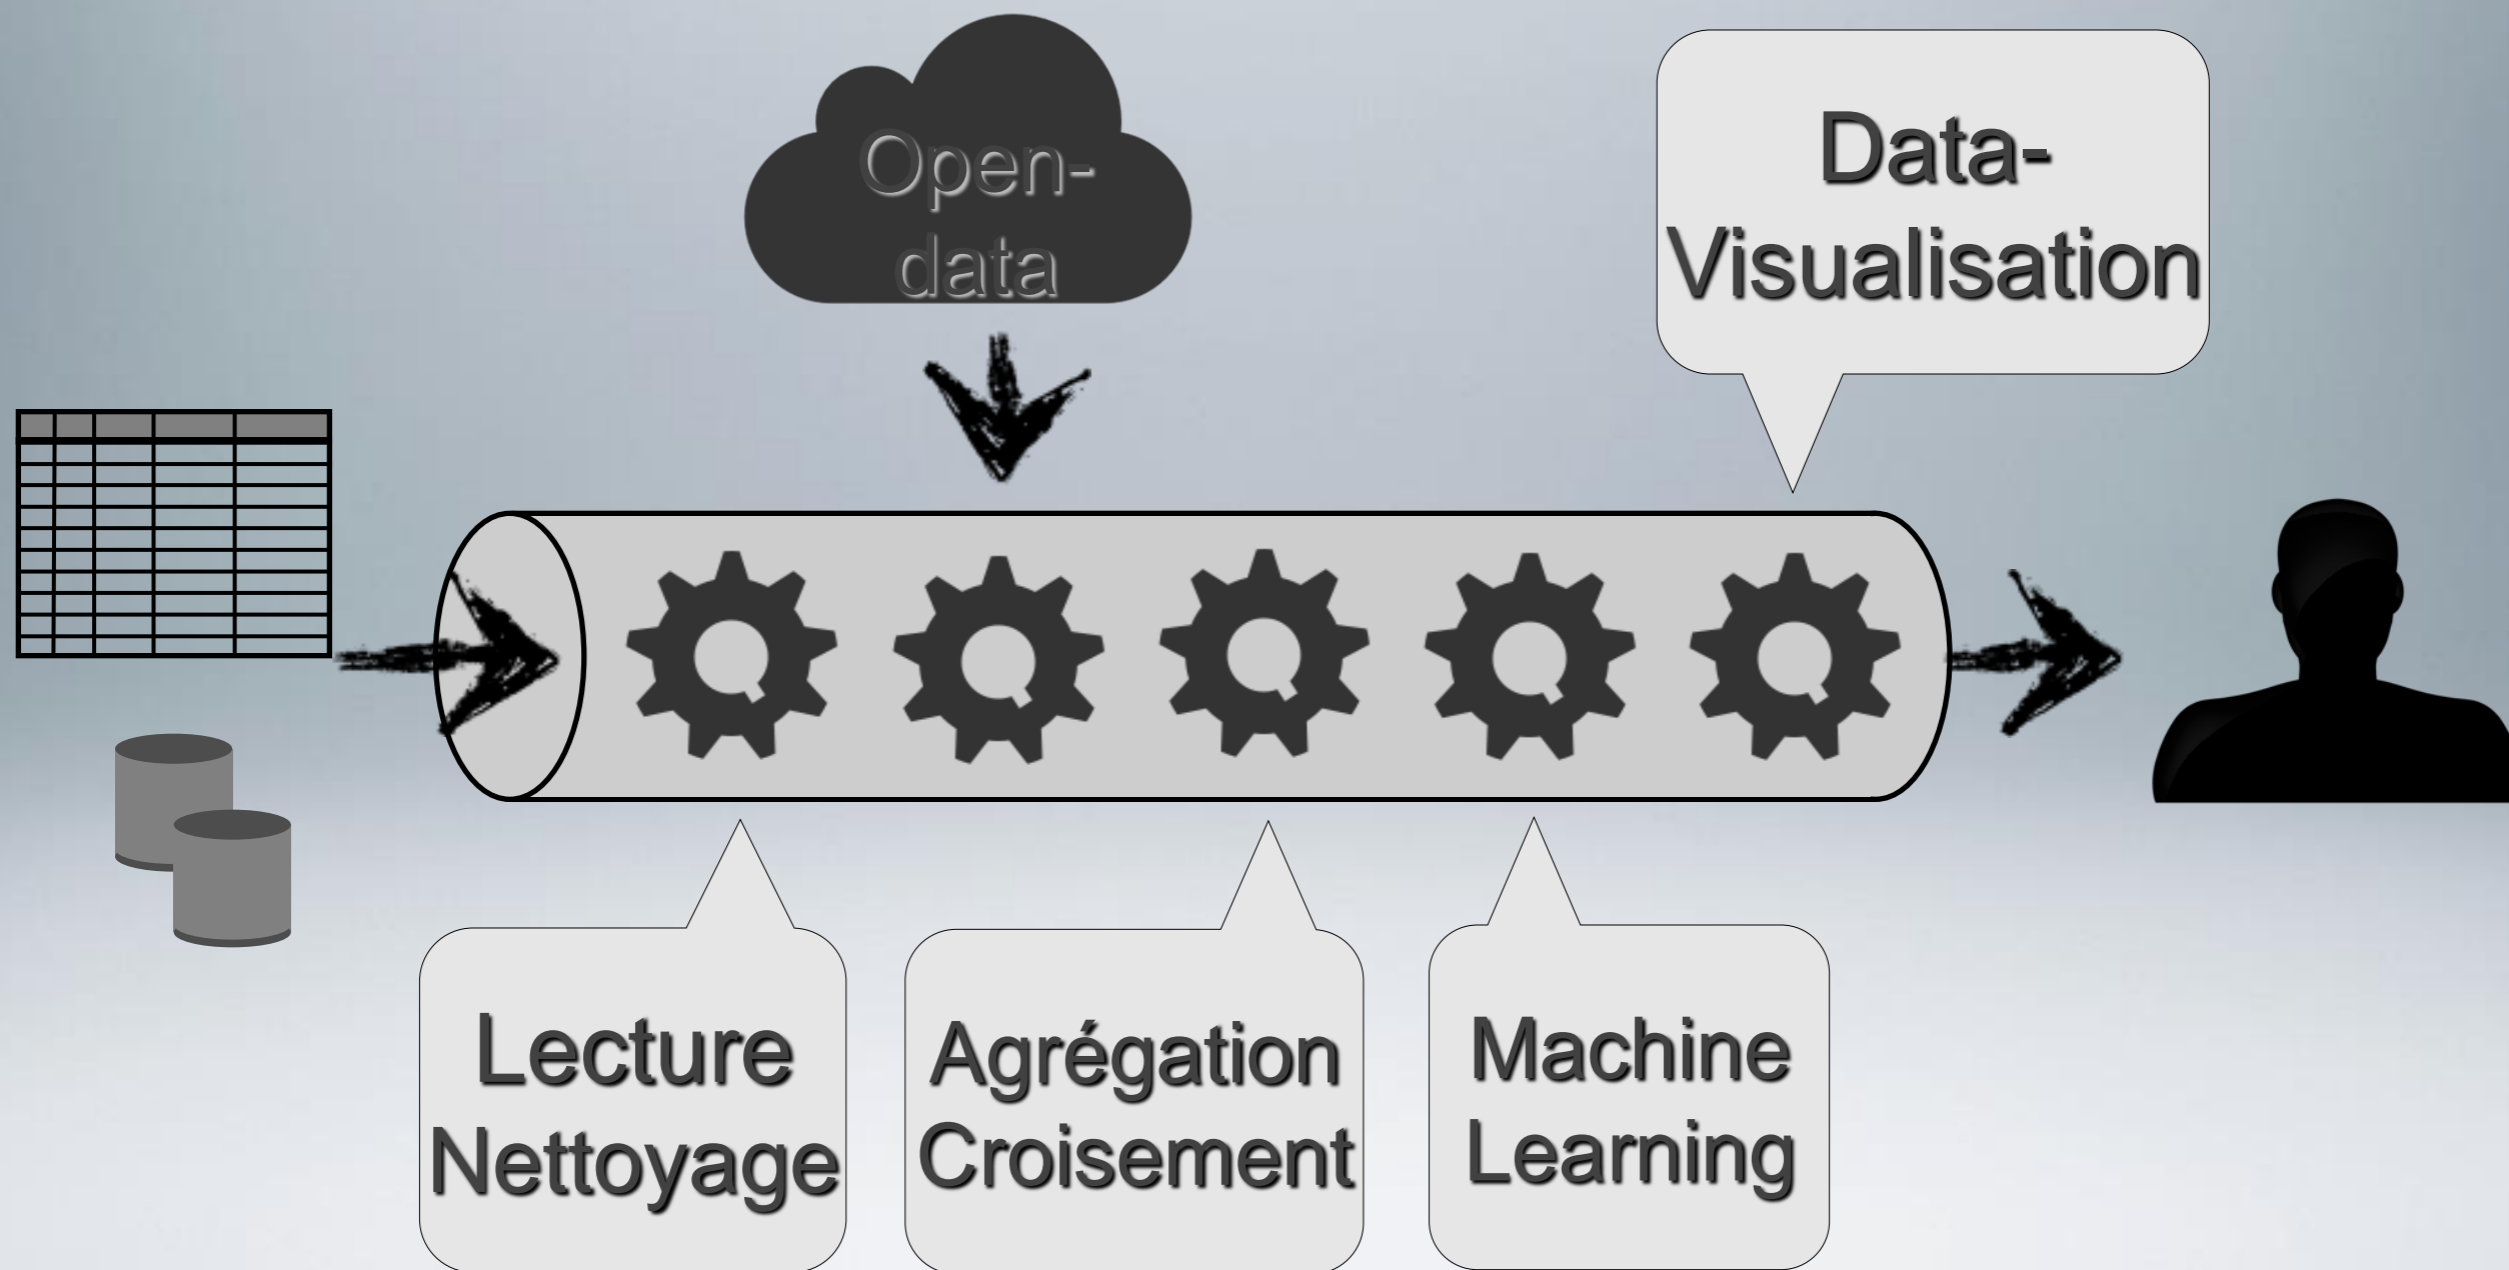 Open-
data
Data-
Visualisation
Lecture
Nettoyage
Agrégation
Croisement
Machine
Learning